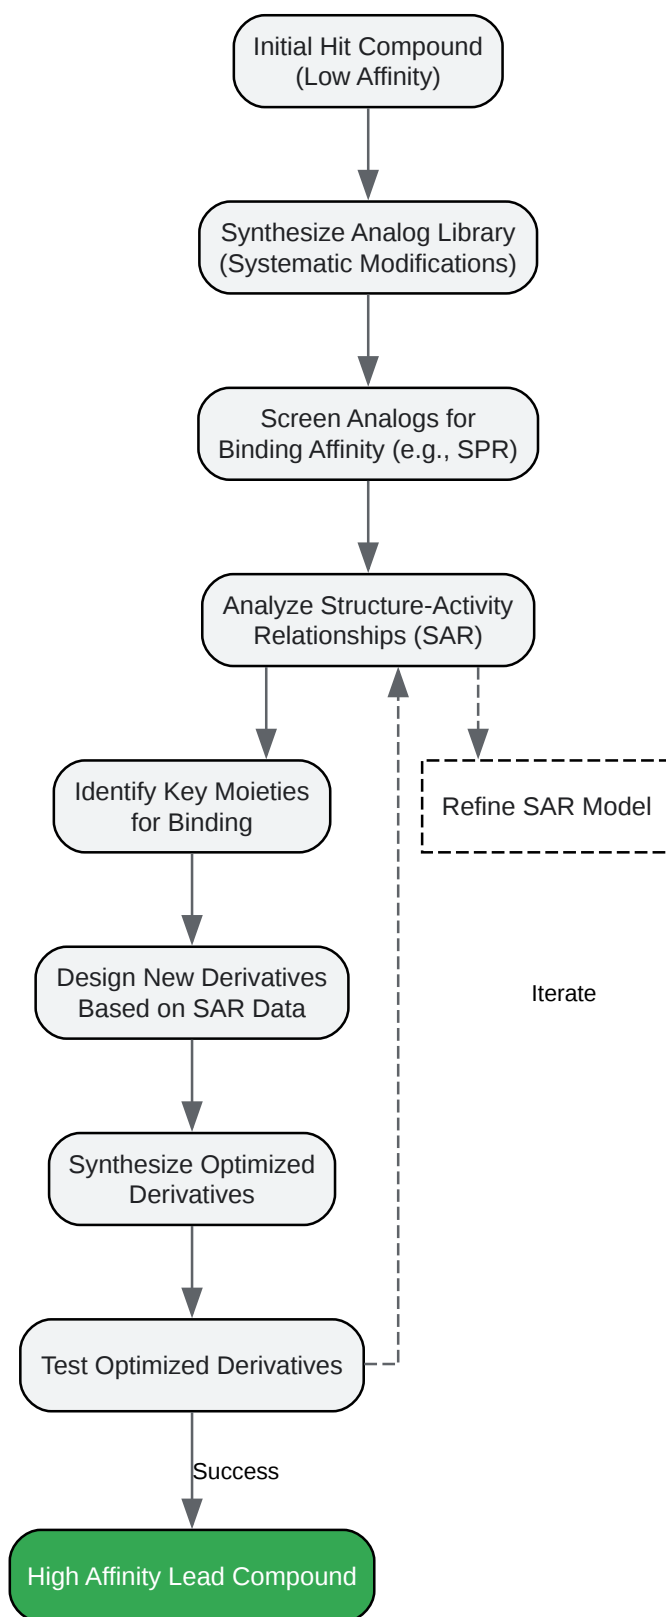 Initial Hit Compound
(Low Affinity)
Synthesize Analog Library
(Systematic Modifications)
Screen Analogs for
Binding Affinity (e.g., SPR)
Analyze Structure-Activity
Relationships (SAR)
Identify Key Moieties
for Binding
Refine SAR Model
Design New Derivatives
Based on SAR Data
Iterate
Synthesize Optimized
Derivatives
Test Optimized Derivatives
Success
High Affinity Lead Compound